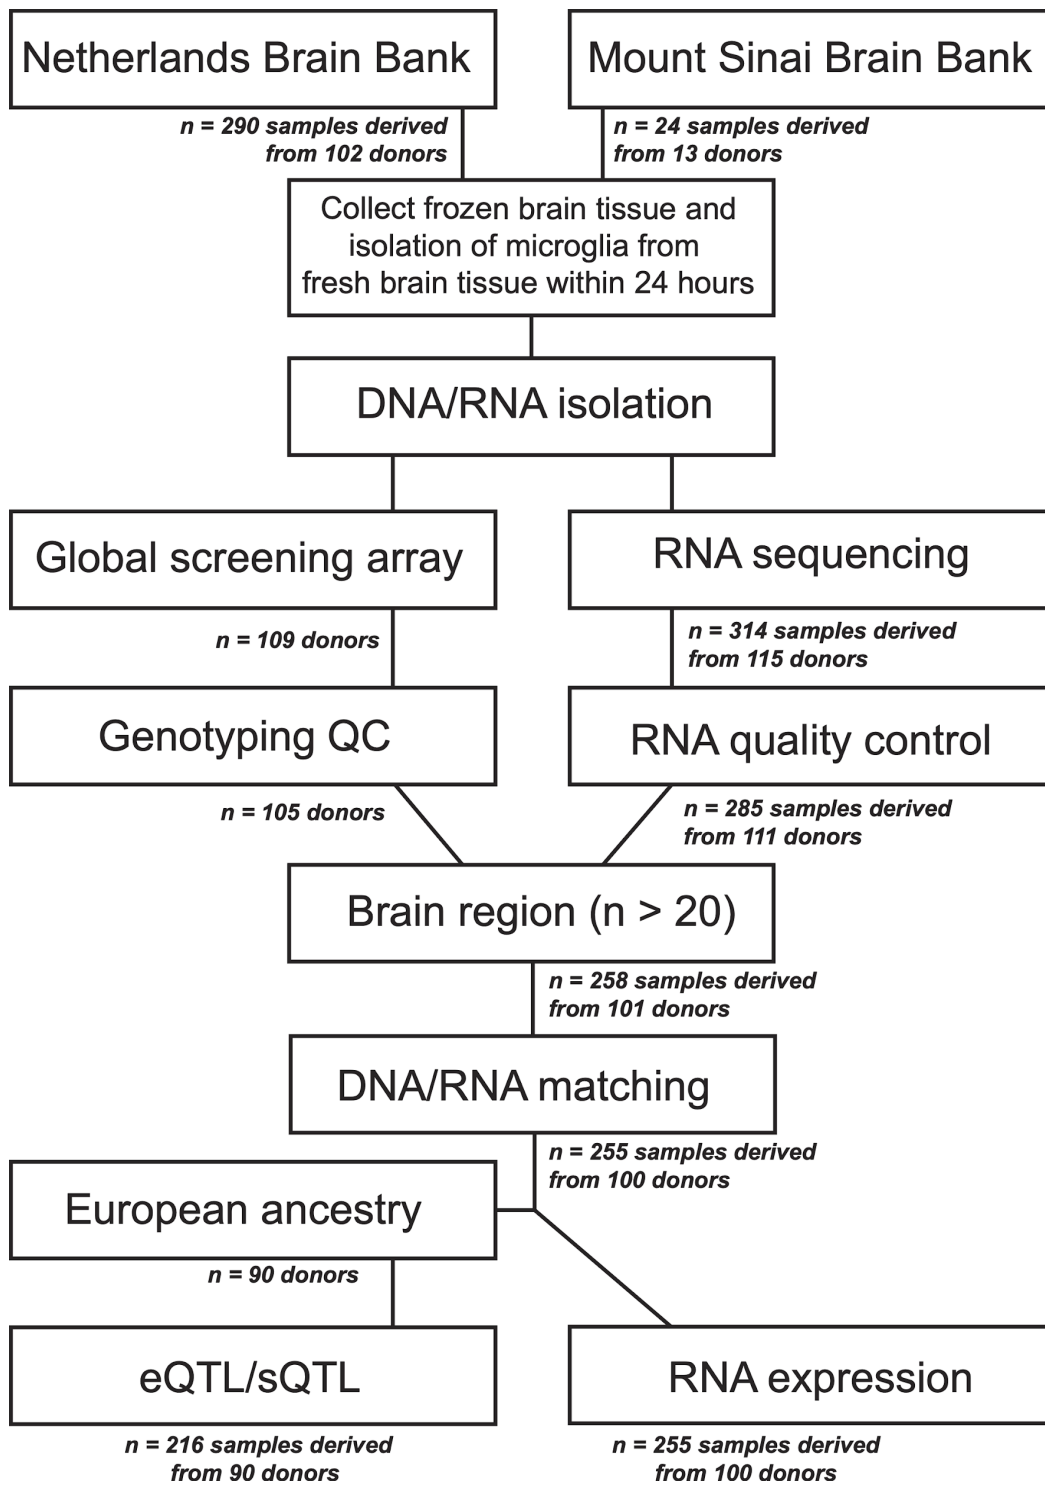 Netherlands Brain Bank
Mount Sinai Brain Bank
n = 290 samples derived
from 102 donors
n = 24 samples derived
from 13 donors
Collect frozen brain tissue and
isolation of microglia from
fresh brain tissue within 24 hours
DNA/RNA isolation
Global screening array
RNA sequencing
n = 109 donors
n = 314 samples derived
from 115 donors
Genotyping QC
RNA quality control
n = 105 donors
n = 285 samples derived
from 111 donors
Brain region (n > 20)
n = 258 samples derived
from 101 donors
DNA/RNA matching
n = 255 samples derived
from 100 donors
European ancestry
n = 90 donors
eQTL/sQTL
RNA expression
n = 216 samples derived
from 90 donors
n = 255 samples derived
from 100 donors